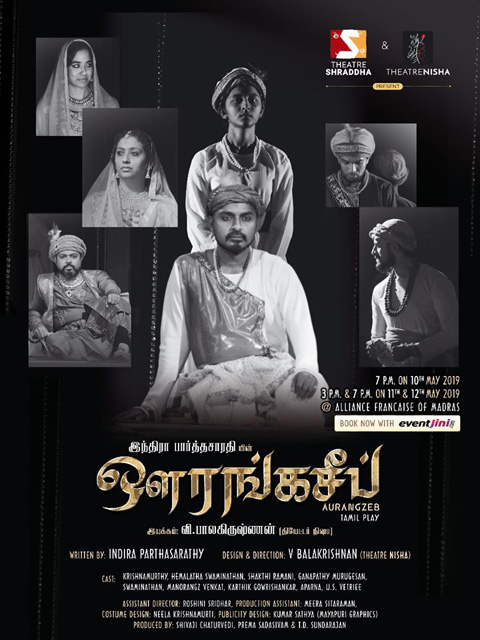 THEATRE
SHRADDHA
&
THEATRENISHA
PRESENT
7 P.M. ON 10TH MAY 2019
3 P.M. & 7 P.M. ON 11TH & 12TH MAY 2019
@ ALLIANCE FRANCAISE OF MADRAS
BOOK NOW WITH eventjini
இந்திரா பார்த்தசாரதி யின்
ஔரங்கசீப்
AURANGZEB
TAMIL PLAY
இயக்கம்: வி.பாலகிருஷ்ணன் (தியேட்டர் நிஷா)
WRITTEN BY: INDIRA PARTHASARATHY DESIGN & DIRECTION: V BALAKRISHNAN (THEATRE NISHA)
CAST: KRISHNAMURTHY, HEMALATHA SWAMINATHAN, SHAKTHI RAMANI, GANAPATHY MURUGESAN,
SWAMINATHAN, MANORANGZ VENKAT, KARTHIK GOWRISHANKAR, APARNA, U.S. VETRIEE
ASSISTANT DIRECTOR: ROSHINI SRIDHAR, PRODUCTION ASSISTANT: MEERA SITARAMAN,
COSTUME DESIGN: NEELA KRISHNAMURTI, PUBLICITY DESIGN: KUMAR SATHYA (MAYAPURI GRAPHICS)
PRODUCED BY: SHIVAJI CHATURVEDI, PREMA SADASIVAM & T.D. SUNDARAJAN